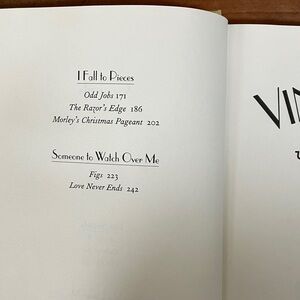 I Fall to Pieces
Odd Jobs 171
The Razor's Edge 186
Morley's Christmas Pageant 202
Someone to Watch Over Me
Figs 223
Love Never Ends 242
VIN